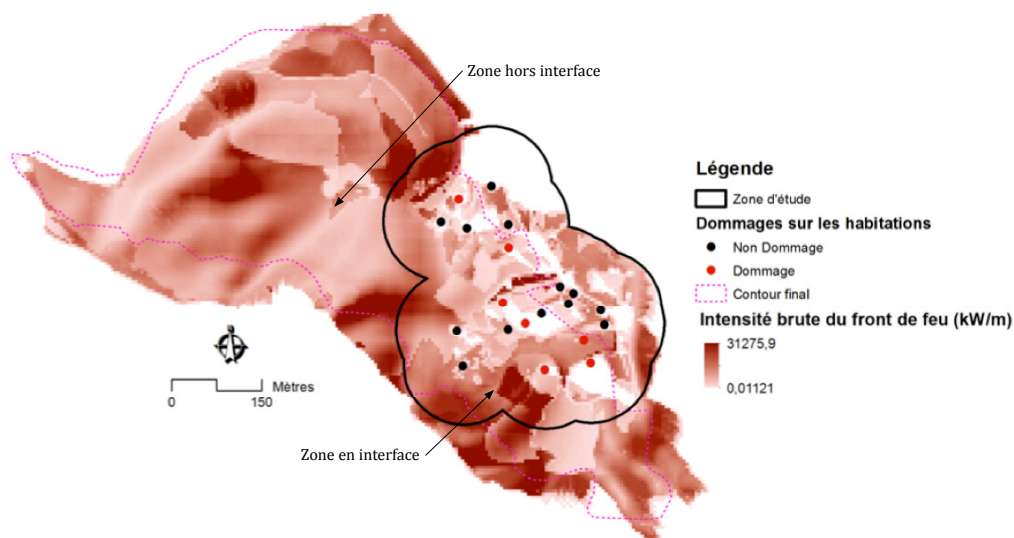 Zone hors interface
Légende
Zone d'étude
Dommages sur les habitations
Non Dommage
Dommage
Contour final
Intensité brute du front de feu (kW/m)
31275,9
0,01121
Mètres
0 150
Zone en interface